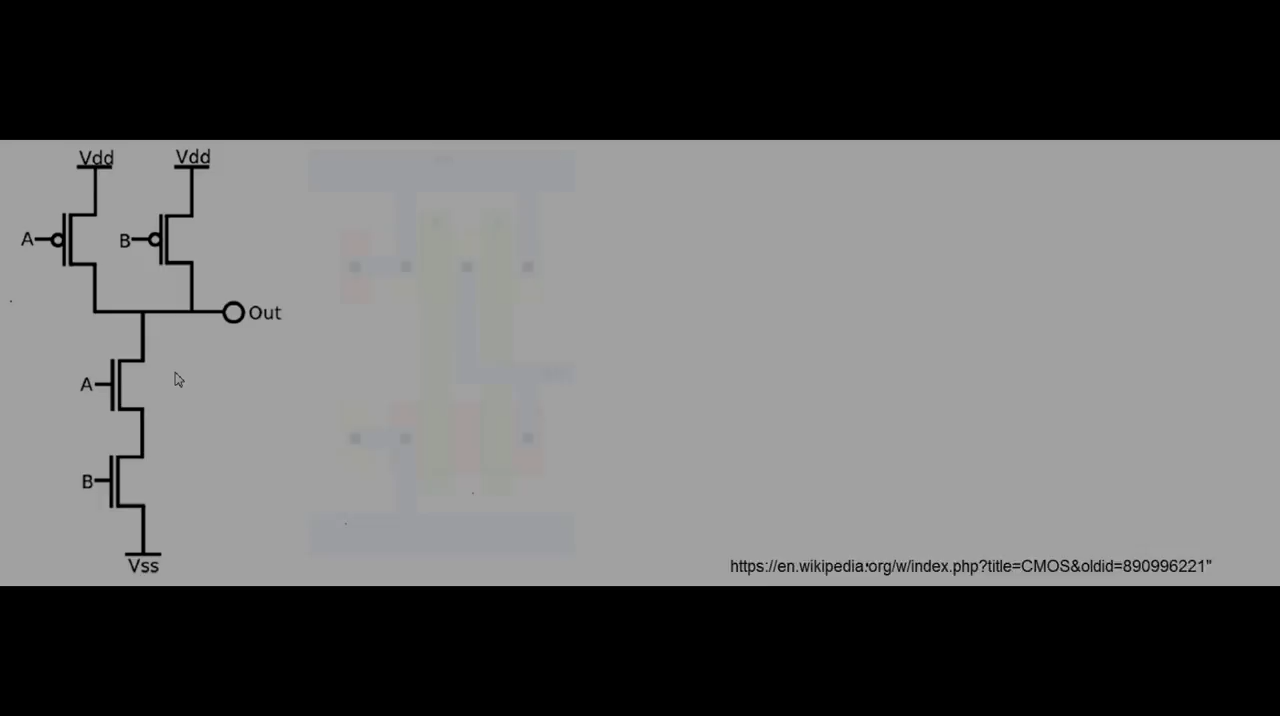 Vdd
Vdd
A
B
Out
A
B
Vss
https://en.wikipedia.org/w/index.php?title=CMOS&oldid=890996221"